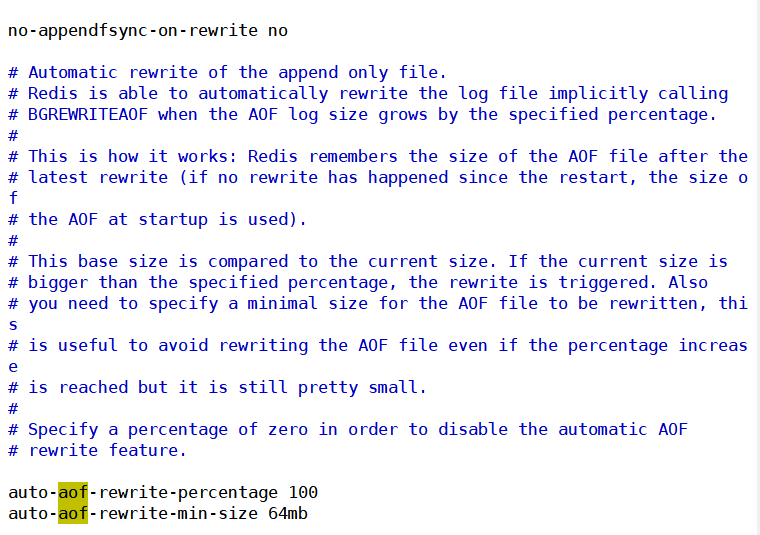 no-appendfsync-on-rewrite no
# Automatic rewrite of the append only file.
# Redis is able to automatically rewrite the log file implicitly calling
# BGREWRITEAOF when the AOF log size grows by the specified percentage.
#
# This is how it works: Redis remembers the size of the AOF file after the
# latest rewrite (if no rewrite has happened since the restart, the size o
f
# the AOF at startup is used).
#
# This base size is compared to the current size. If the current size is
# bigger than the specified percentage, the rewrite is triggered. Also
# you need to specify a minimal size for the AOF file to be rewritten, thi
s
# is useful to avoid rewriting the AOF file even if the percentage increas
e
# is reached but it is still pretty small.
#
# Specify a percentage of zero in order to disable the automatic AOF
# rewrite feature.
auto-aof-rewrite-percentage 100
auto-aof-rewrite-min-size 64mb